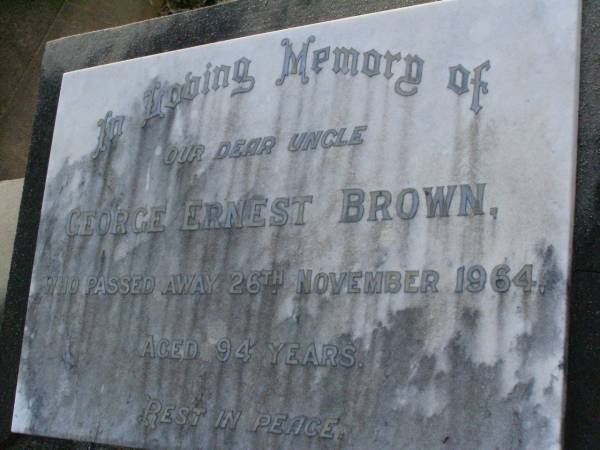 In Loving Memory of
OUR DEAR UNCLE
GEORGE ERNEST BROWN,
WHO PASSED AWAY 26TH NOVEMBER 1964,
AGED 94 YEARS.
REST IN PEACE.